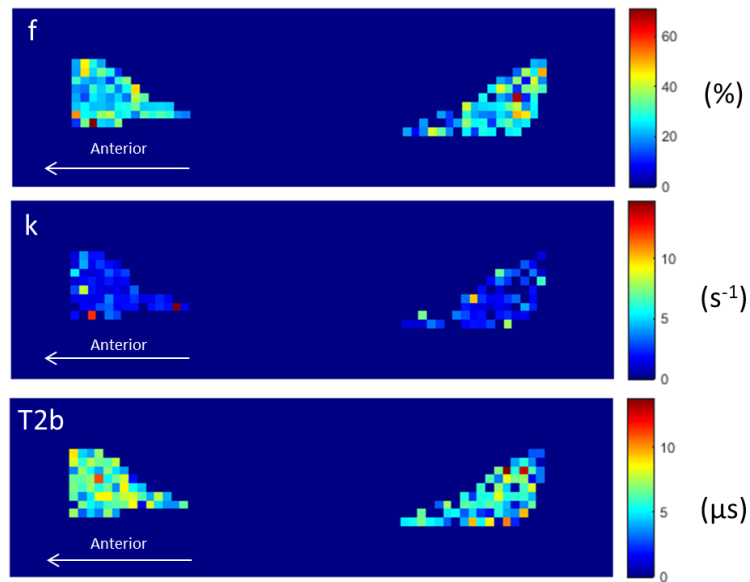 f
60
40
20
0
(%)
Anterior
k
10
5
0
(s⁻¹)
Anterior
T2b
10
5
0
(μs)
Anterior